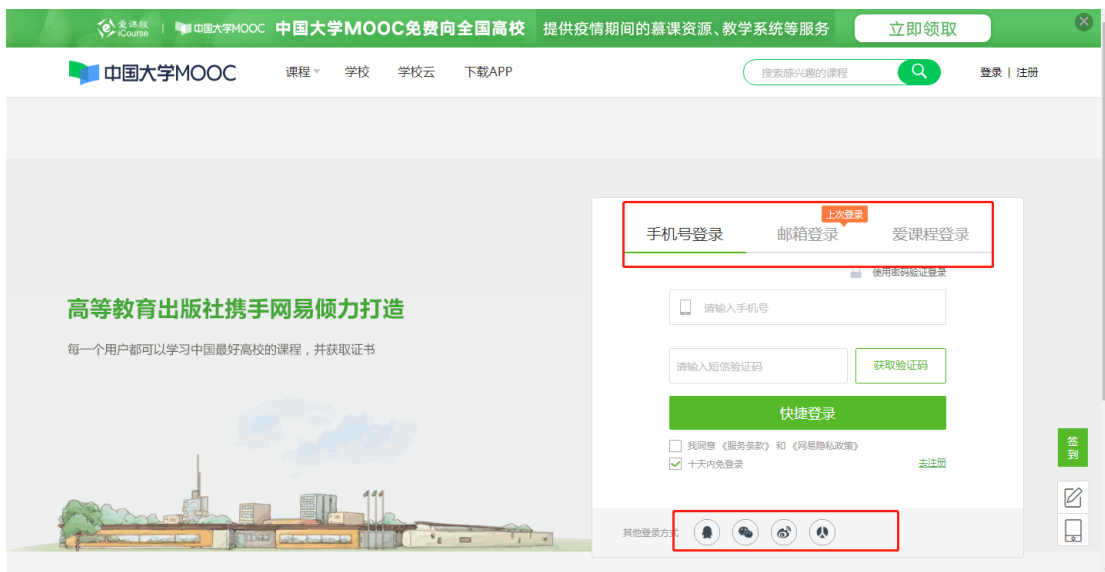 爱课程 iCourse 中国大学MOOC 中国大学MOOC免费向全国高校 提供疫情期间的慕课资源、教学系统等服务 立即领取
中国大学MOOC 课程 学校 学校云 下载APP 搜索感兴趣的课程 登录 | 注册
上次登录
手机号登录 邮箱登录 爱课程登录
使用密码验证登录
请输入手机号
高等教育出版社携手网易倾力打造
每一个用户都可以学习中国最好高校的课程，并获取证书
请输入短信验证码 获取验证码
快捷登录
我同意《服务条款》和《网易隐私政策》
十天内免登录 去注册
签到
其他登录方式